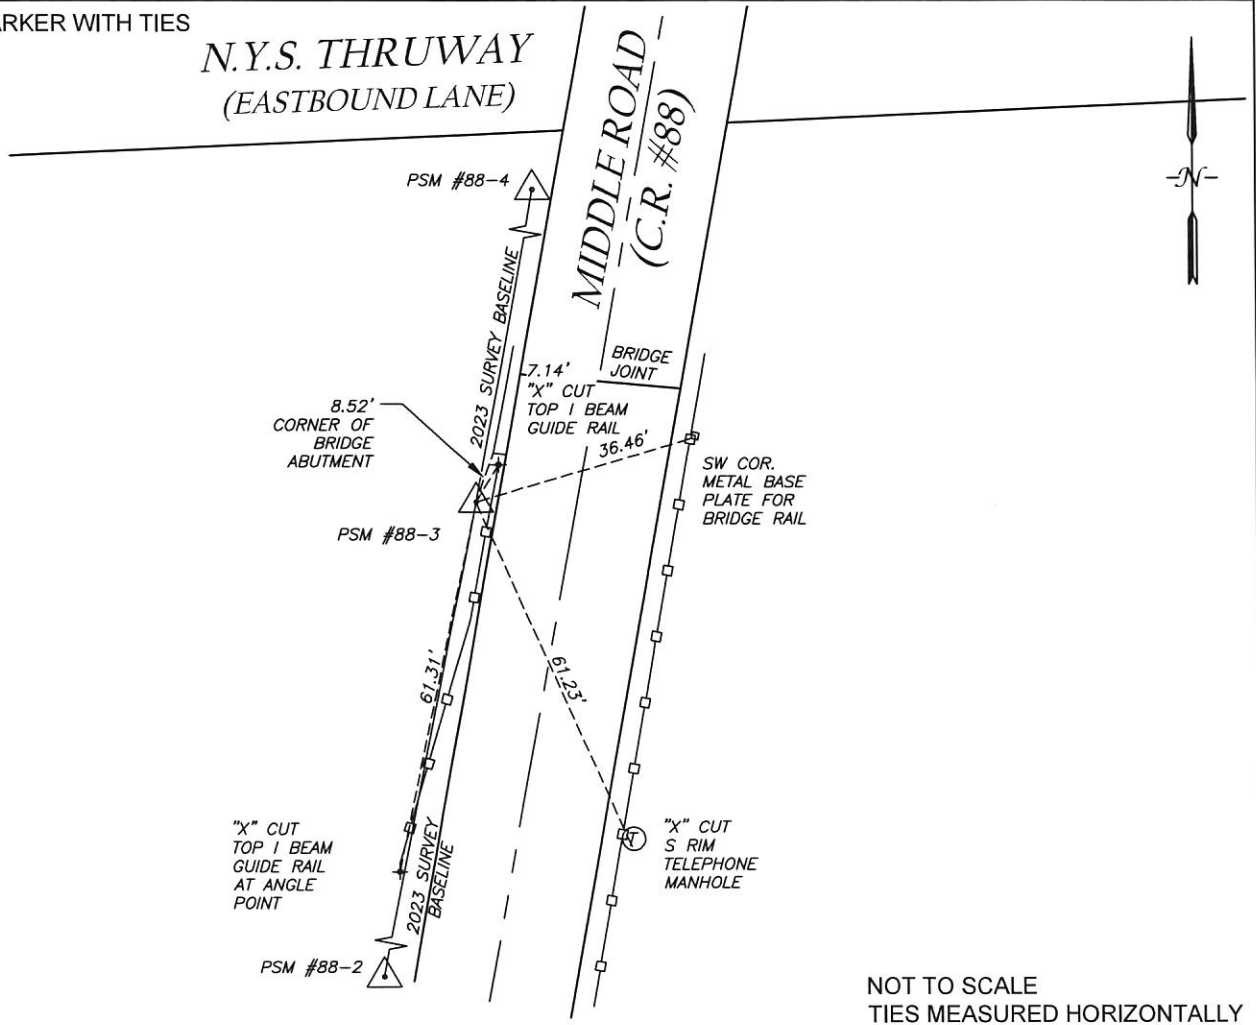 ARKER WITH TIES
N.Y.S. THRUWAY
(EASTBOUND LANE)
MIDDLE ROAD
(C.R. #88)
-N-
PSM #88-4
2023 SURVEY BASELINE
BRIDGE
JOINT
7.14'
"X" CUT
TOP I BEAM
GUIDE RAIL
8.52'
CORNER OF
BRIDGE
ABUTMENT
36.46'
SW COR.
METAL BASE
PLATE FOR
BRIDGE RAIL
PSM #88-3
61.31'
61.23'
"X" CUT
TOP I BEAM
GUIDE RAIL
AT ANGLE
POINT
2023 SURVEY
BASELINE
T
"X" CUT
S RIM
TELEPHONE
MANHOLE
PSM #88-2
NOT TO SCALE
TIES MEASURED HORIZONTALLY